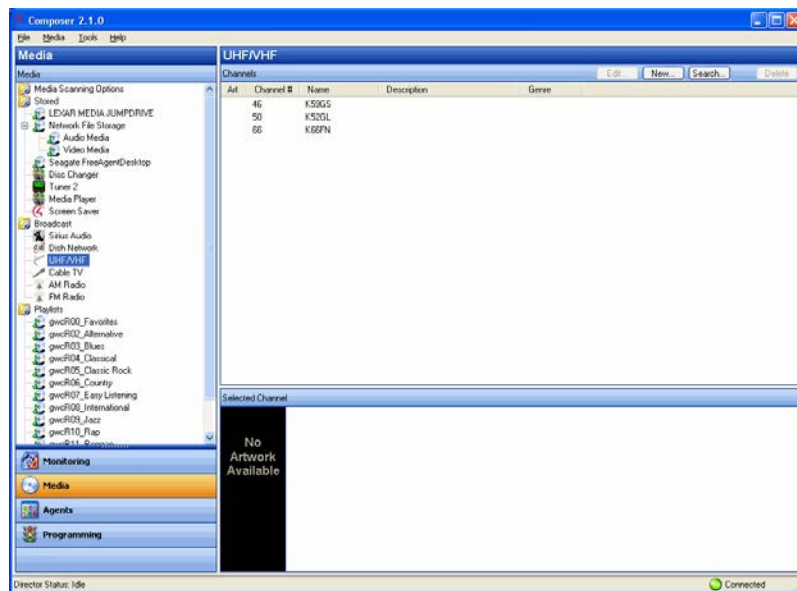 Composer 2.1.0
File Media Tools Help
Media
Media
Media Scanning Options
Stored
LEXAR MEDIA JUMPDRIVE
Network File Storage
Audio Media
Video Media
Seagate FreeAgentDesktop
Disc Changer
Tuner 2
Media Player
Screen Saver
Broadcast
Sirius Audio
Dish Network
UHF/VHF
Cable TV
AM Radio
FM Radio
Playlists
gwcR00_Favorites
gwcR02_Alternative
gwcR03_Blues
gwcR04_Classical
gwcR05_Classic Rock
gwcR06_Country
gwcR07_Easy Listening
gwcR08_International
gwcR09_Jazz
gwcR10_Rap
Monitoring
Media
Agents
Programming
UHF/VHF
Channels Edit... New... Search... Delete
Art Channel # Name Description Genre
46 K59GS
50 K52GL
66 K66FN
Selected Channel
No
Artwork
Available
Director Status: Idle
Connected